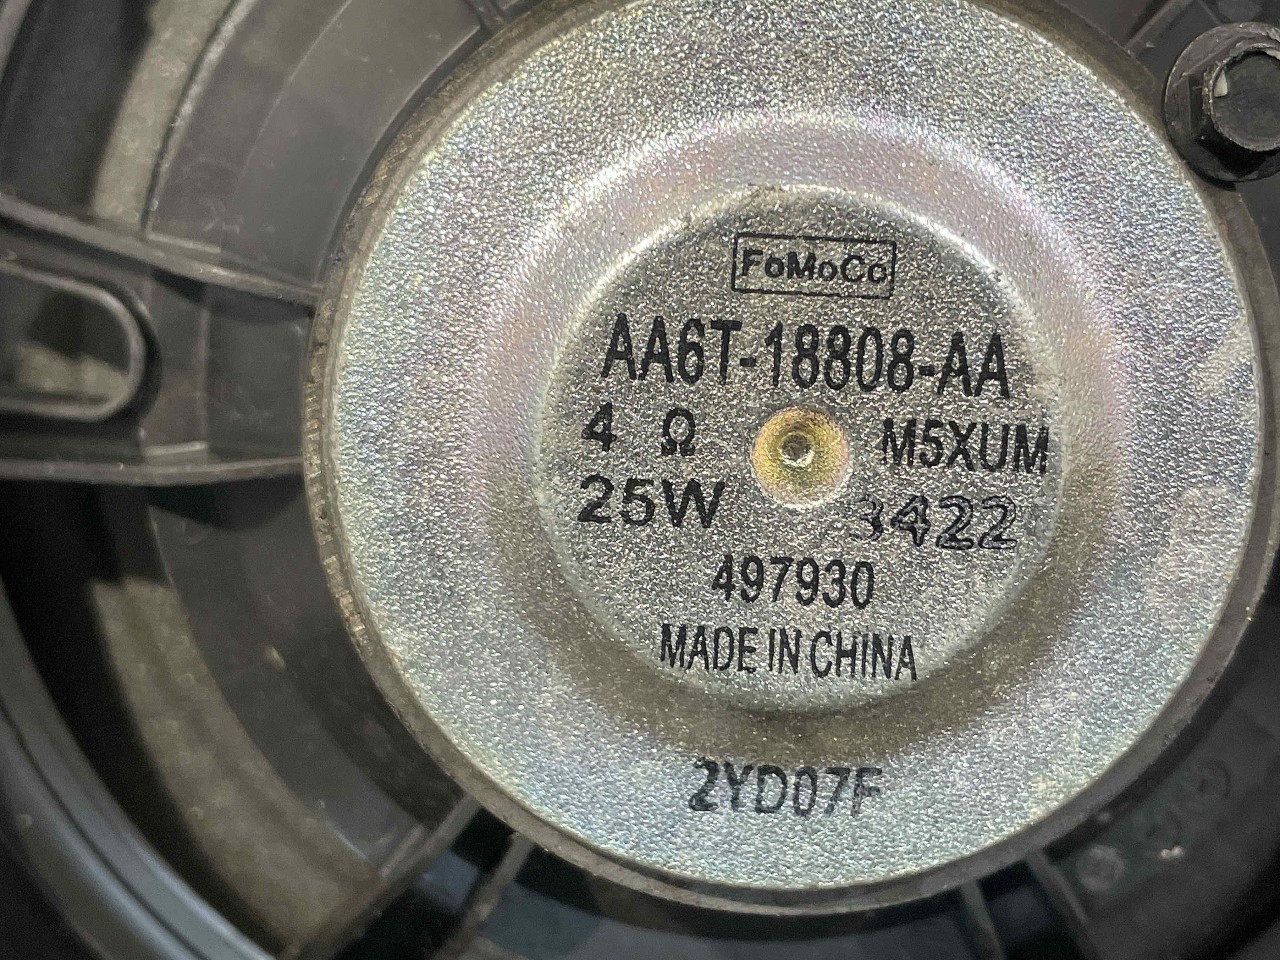 FoMoCo
AA6T-18808-AA
4 Ω M5XUM
25W 3422
497930
MADE IN CHINA
2YD07F